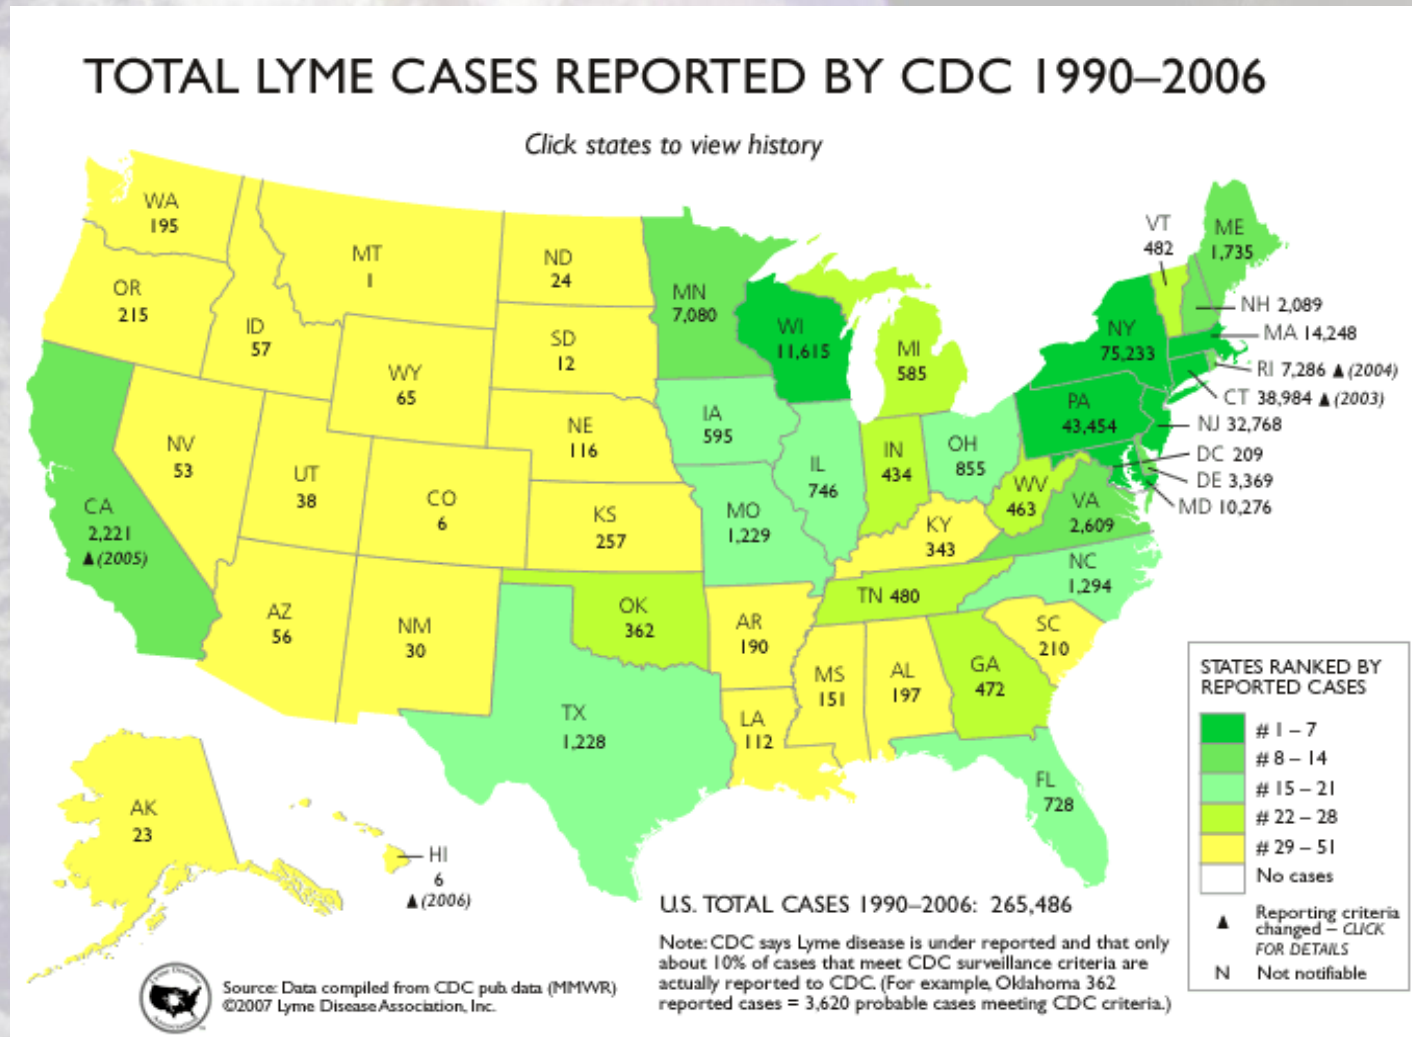 TOTAL LYME CASES REPORTED BY CDC 1990–2006
Click states to view history
WA
195
OR
215
CA
2,221
▲(2005)
ID
57
NV
53
MT
1
WY
65
UT
38
CO
6
AZ
56
NM
30
ND
24
SD
12
NE
116
KS
257
OK
362
TX
1,228
MN
7,080
IA
595
MO
1,229
AR
190
LA
112
WI
11,615
IL
746
MI
585
IN
434
OH
855
KY
343
TN 480
MS
151
AL
197
GA
472
FL
728
SC
210
NC
1,294
VA
2,609
WV
463
PA
43,454
NY
75,233
VT
482
ME
1,735
NH 2,089
MA 14,248
RI 7,286 ▲(2004)
CT 38,984 ▲(2003)
NJ 32,768
DC 209
DE 3,369
MD 10,276
AK
23
HI
6
▲(2006)
STATES RANKED BY
REPORTED CASES
# 1 – 7
# 8 – 14
# 15 – 21
# 22 – 28
# 29 – 51
No cases
▲ Reporting criteria
changed – CLICK
FOR DETAILS
N Not notifiable
U.S. TOTAL CASES 1990–2006: 265,486
Note: CDC says Lyme disease is under reported and that only
about 10% of cases that meet CDC surveillance criteria are
actually reported to CDC. (For example, Oklahoma 362
reported cases = 3,620 probable cases meeting CDC criteria.)
Lyme Disease
Association, Inc.
Source: Data compiled from CDC pub data (MMWR)
©2007 Lyme Disease Association, Inc.